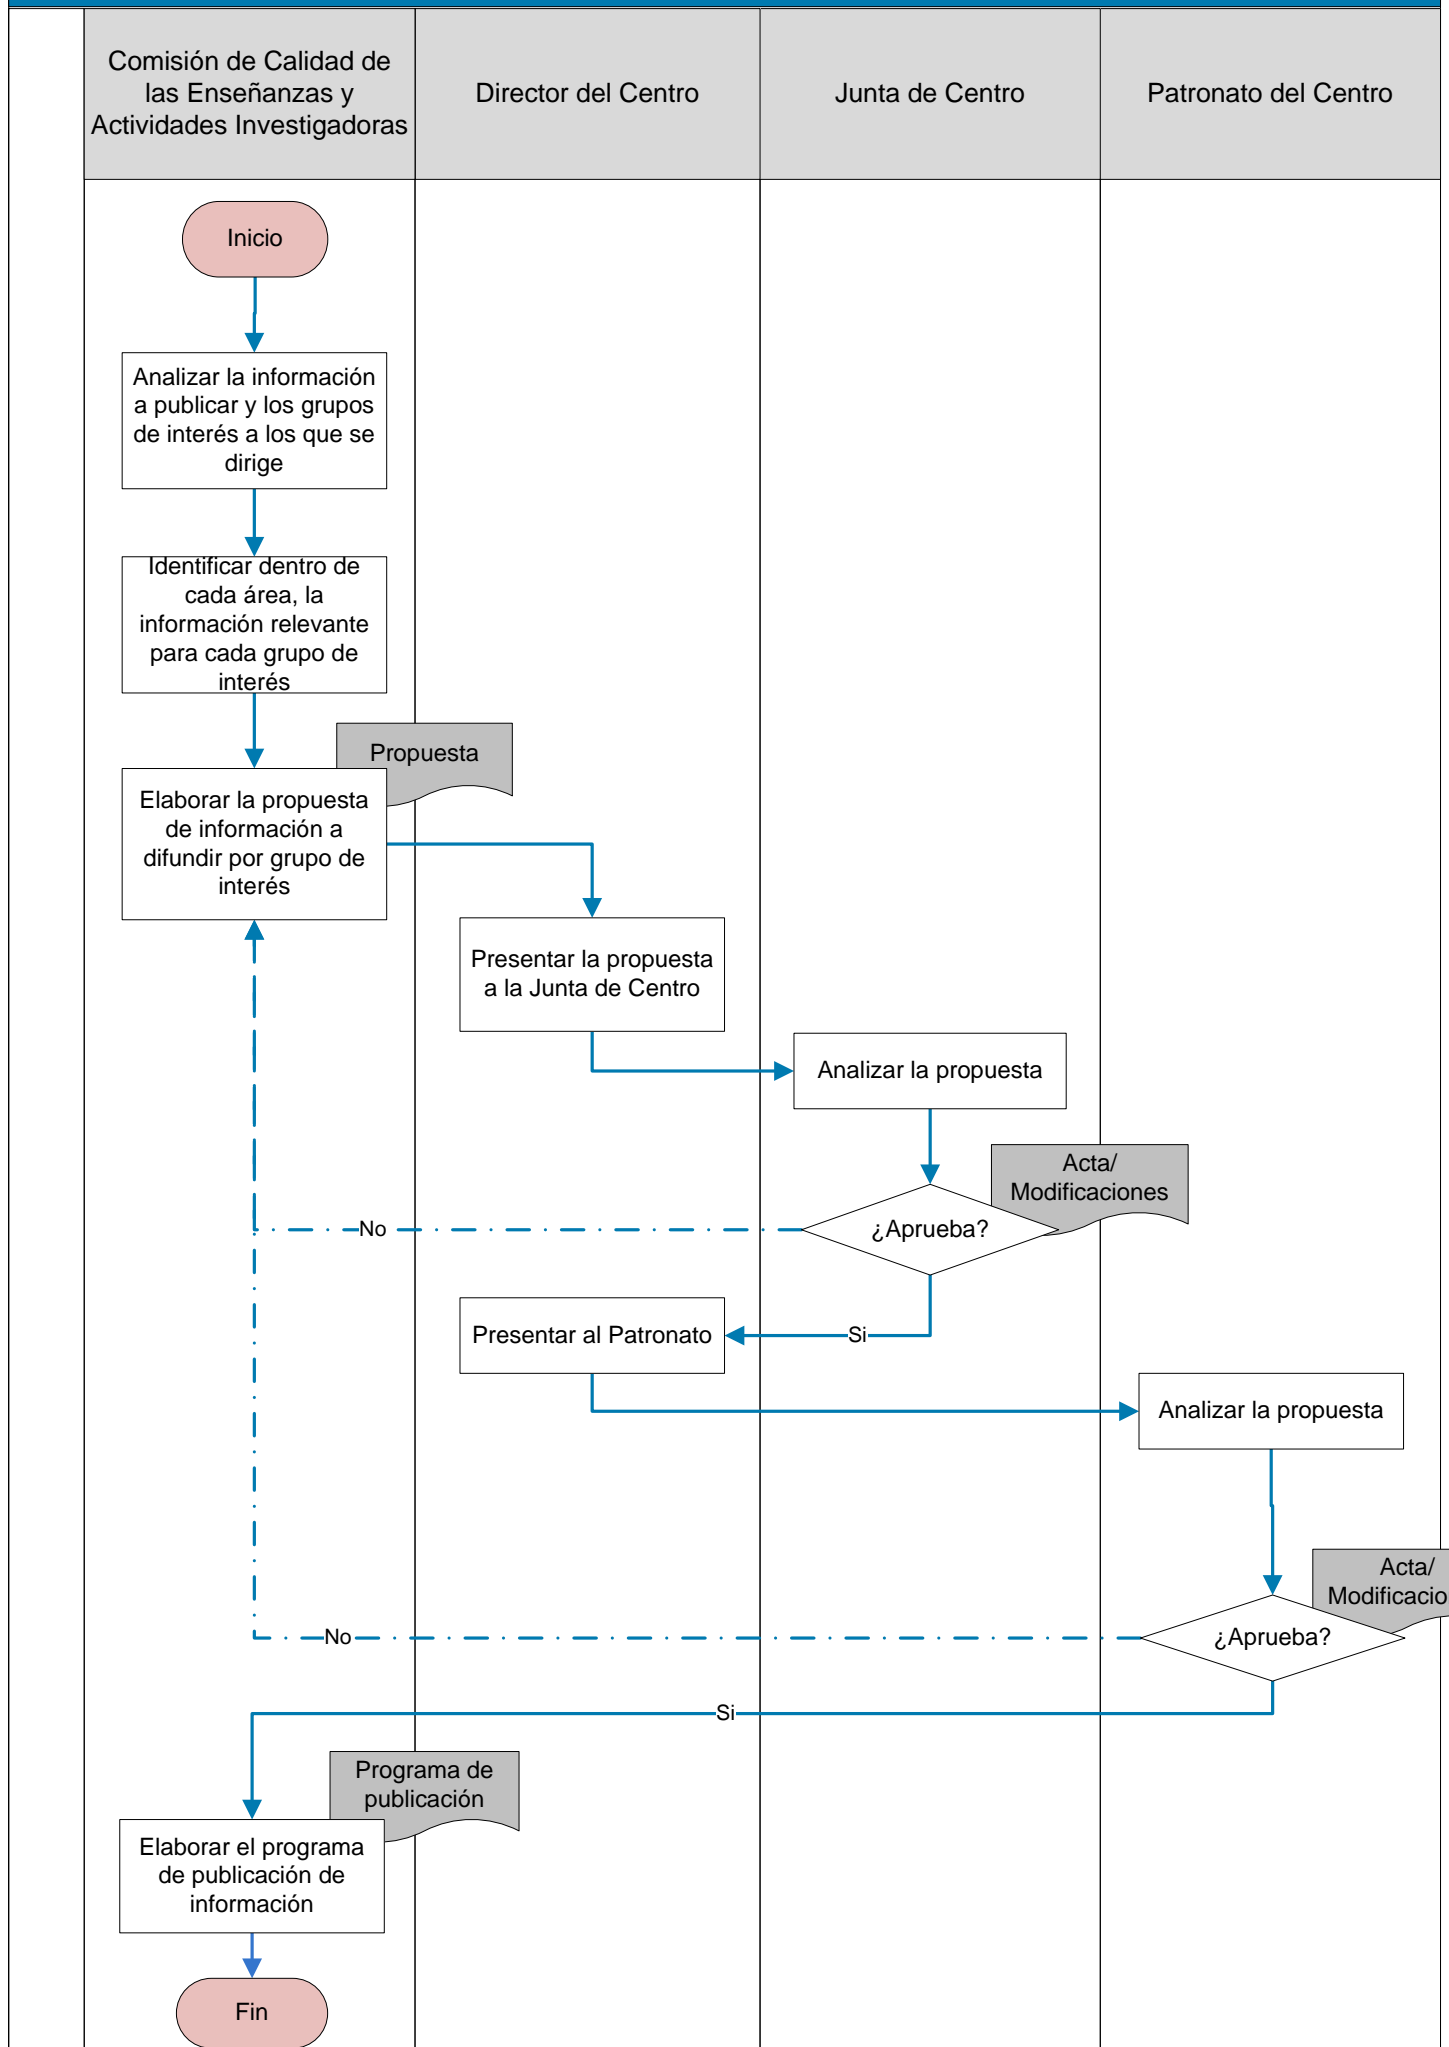 Comisión de Calidad de
las Enseñanzas y
Actividades Investigadoras
Director del Centro
Junta de Centro
Patronato del Centro
Inicio
Analizar la información
a publicar y los grupos
de interés a los que se
dirige
Identificar dentro de
cada área, la
información relevante
para cada grupo de
interés
Propuesta
Elaborar la propuesta
de información a
difundir por grupo de
interés
Presentar la propuesta
a la Junta de Centro
Analizar la propuesta
Acta/
Modificaciones
¿Aprueba?
No
Si
Presentar al Patronato
Analizar la propuesta
Acta/
Modificacio
¿Aprueba?
No
Si
Programa de
publicación
Elaborar el programa
de publicación de
información
Fin